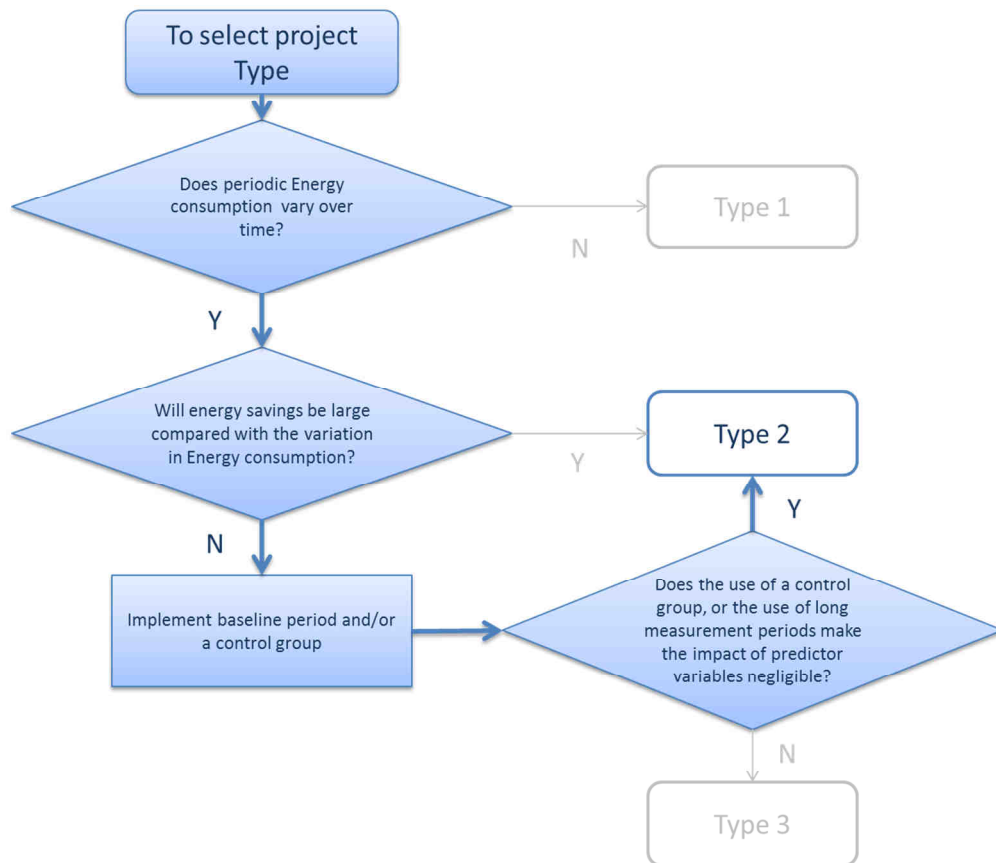 To select project
Type
Does periodic Energy
consumption vary over
time?
N
Type 1
Y
Will energy savings be large
compared with the variation
in Energy consumption?
Y
Type 2
N
Y
Implement baseline period and/or
a control group
Does the use of a control
group, or the use of long
measurement periods make
the impact of predictor
variables negligible?
N
Type 3